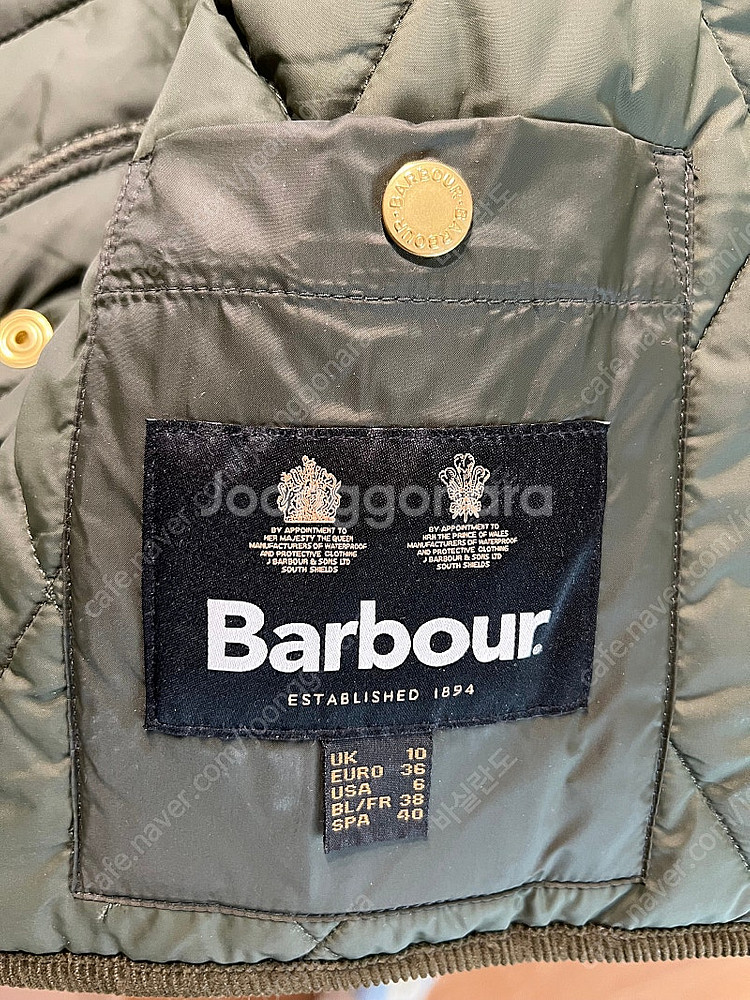 BARBOUR · BARBOUR
Joonggonara
BY APPOINTMENT TO
HER MAJESTY THE QUEEN
MANUFACTURERS OF WATERPROOF
AND PROTECTIVE CLOTHING
J BARBOUR & SONS LTD
SOUTH SHIELDS
BY APPOINTMENT TO
HRH THE PRINCE OF WALES
MANUFACTURERS OF WATERPROOF
AND PROTECTIVE CLOTHING
J BARBOUR & SONS LTD
SOUTH SHIELDS
Barbour
ESTABLISHED 1894
UK 10
EURO 36
USA 6
BL/FR 38
SPA 40
cafe.naver.com/joonggonara
바실란도